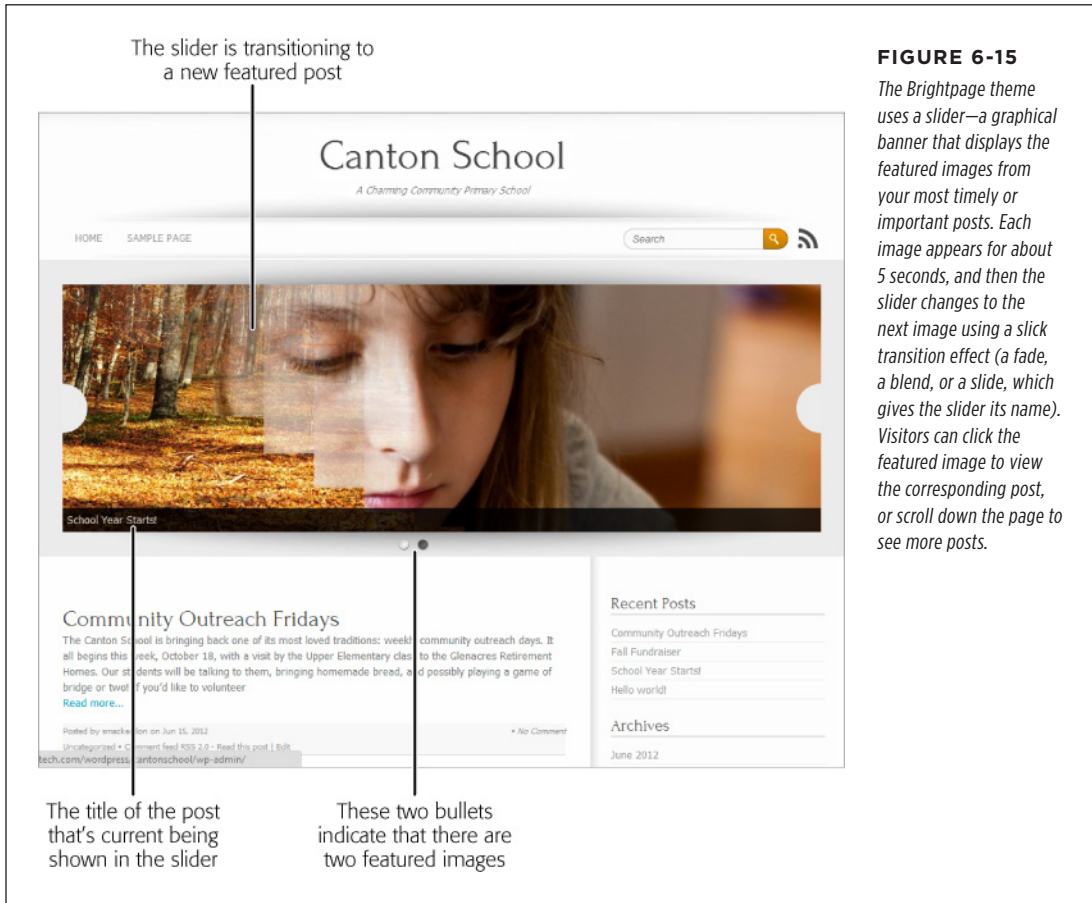 The slider is transitioning to
a new featured post
Canton School
A Charming Community Primary School
HOME SAMPLE PAGE
Search
School Year Starts!
Community Outreach Fridays
The Canton School is bringing back one of its most loved traditions: weekly community outreach days. It
all begins this week, October 18, with a visit by the Upper Elementary class to the Glenacres Retirement
Homes. Our students will be talking to them, bringing homemade bread, and possibly playing a game of
bridge or two! If you'd like to volunteer
Read more...
Posted by on Jun 15, 2012 • No Comment
Uncategorized • Comment feed RSS 2.0 - Read this post | Edit
tech.com/wordpress/cantonschool/wp-admin/
Recent Posts
Community Outreach Fridays
Fall Fundraiser
School Year Starts!
Hello world!
Archives
June 2012
The title of the post
that's current being
shown in the slider
These two bullets
indicate that there are
two featured images
FIGURE 6-15
The Brightpage theme
uses a slider—a graphical
banner that displays the
featured images from
your most timely or
important posts. Each
image appears for about
5 seconds, and then the
slider changes to the
next image using a slick
transition effect (a fade,
a blend, or a slide, which
gives the slider its name).
Visitors can click the
featured image to view
the corresponding post,
or scroll down the page to
see more posts.